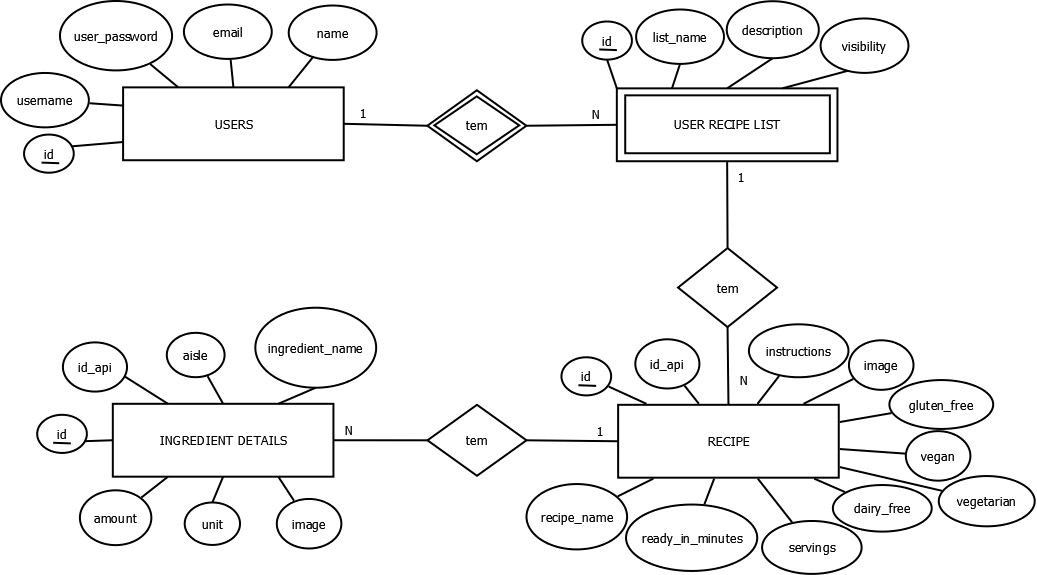 user_password
email
name
username
id
USERS
1
tem
N
id
list_name
description
visibility
USER RECIPE LIST
1
tem
N
id_api
aisle
ingredient_name
id
INGREDIENT DETAILS
amount
unit
image
N
tem
1
id
id_api
instructions
image
gluten_free
vegan
vegetarian
dairy_free
RECIPE
recipe_name
ready_in_minutes
servings